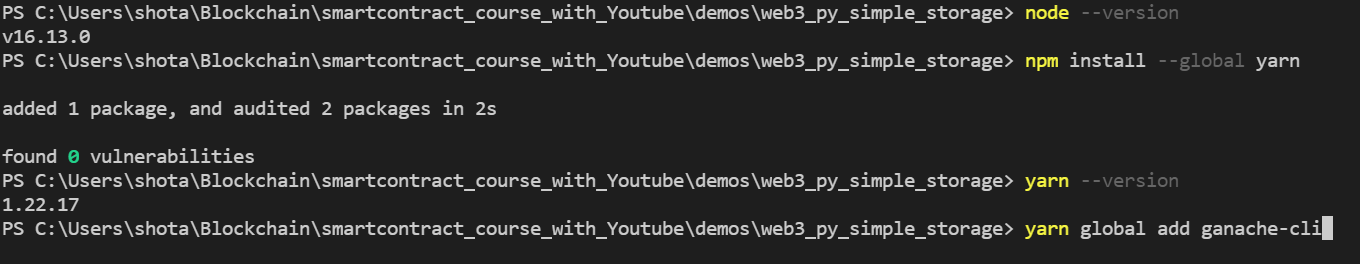 PS C:\Users\shota\Blockchain\smartcontract_course_with_Youtube\demos\web3_py_simple_storage> node --version
v16.13.0
PS C:\Users\shota\Blockchain\smartcontract_course_with_Youtube\demos\web3_py_simple_storage> npm install --global yarn
added 1 package, and audited 2 packages in 2s
found 0 vulnerabilities
PS C:\Users\shota\Blockchain\smartcontract_course_with_Youtube\demos\web3_py_simple_storage> yarn --version
1.22.17
PS C:\Users\shota\Blockchain\smartcontract_course_with_Youtube\demos\web3_py_simple_storage> yarn global add ganache-cli